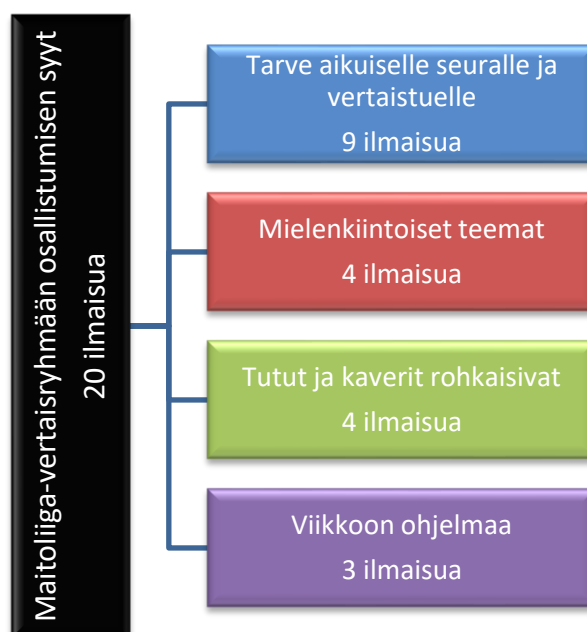 Maitoliiga-vertaisryhmään osallistumisen syyt
20 ilmaisua
Tarve aikuiselle seuralle ja
vertaistuelle
9 ilmaisua
Mielenkiintoiset teemat
4 ilmaisua
Tutut ja kaverit rohkaisivat
4 ilmaisua
Viikkoon ohjelmaa
3 ilmaisua